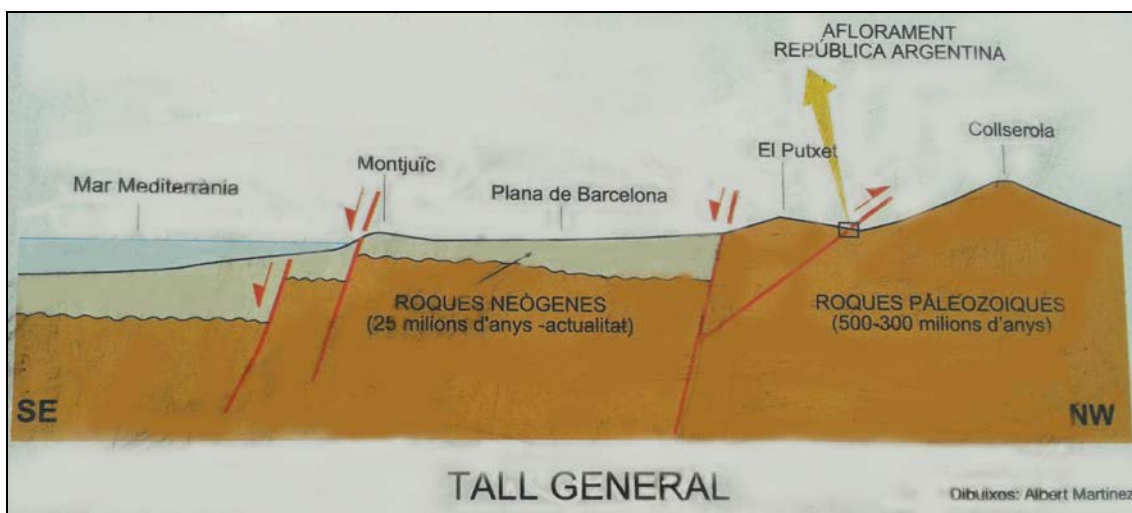 AFLORAMENT
REPÚBLICA ARGENTINA
Collserola
El Putxet
Montjuïc
Mar Mediterrània
Plana de Barcelona
ROQUES NEÒGENES
(25 milions d'anys -actualitat)
ROQUES PALEOZOIQUES
(500-300 milions d'anys)
SE
NW
TALL GENERAL
Dibuixos: Albert Martinez